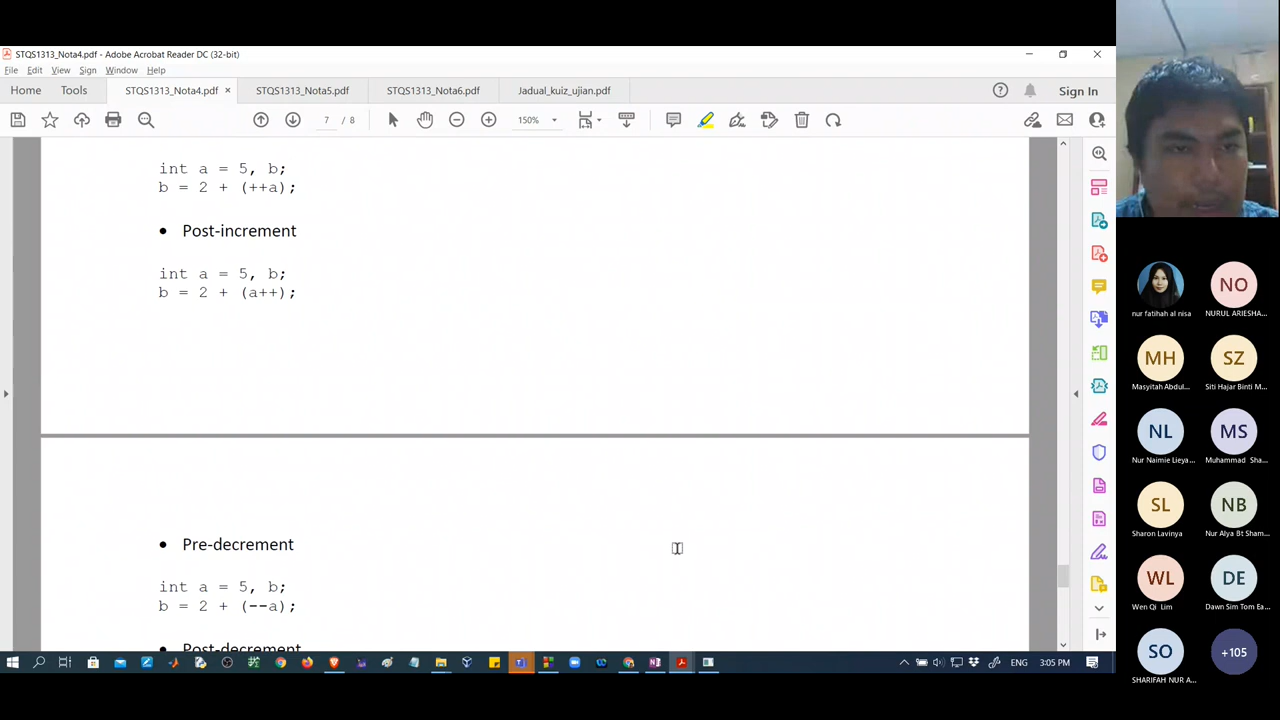 STQS1313_Nota4.pdf - Adobe Acrobat Reader DC (32-bit)
File Edit View Sign Window Help
Home Tools STQS1313_Nota4.pdf × STQS1313_Nota5.pdf STQS1313_Nota6.pdf Jadual_kuiz_ujian.pdf Sign In
7 / 8 150%
int a = 5, b;
b = 2 + (++a);
• Post-increment
int a = 5, b;
b = 2 + (a++);
• Pre-decrement
int a = 5, b;
b = 2 + (--a);
• Post-decrement
ENG 3:05 PM
nur fatihah al nisa
NO
NURUL ARIESHA...
MH
Masyitah Abdul...
SZ
Siti Hajar Binti M...
NL
Nur Naimie Lieya...
MS
Muhammad Sha...
SL
Sharon Lavinya
NB
Nur Alya Bt Sham...
WL
Wen Qi Lim
DE
Dawn Sim Tom Ea...
SO
SHARIFAH NUR A...
+105